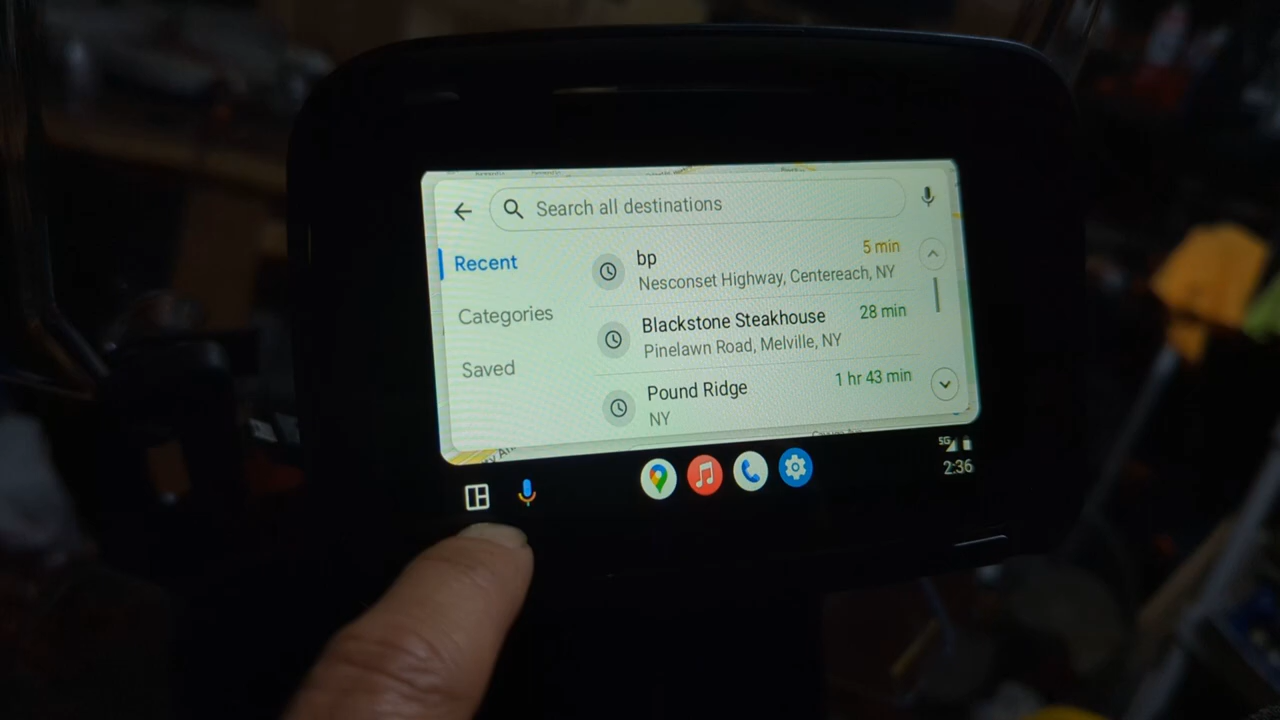 Search all destinations
Recent
Categories
Saved
bp
5 min
Nesconset Highway, Centereach, NY
Blackstone Steakhouse
28 min
Pinelawn Road, Melville, NY
Pound Ridge
1 hr 43 min
NY
5G
2:36